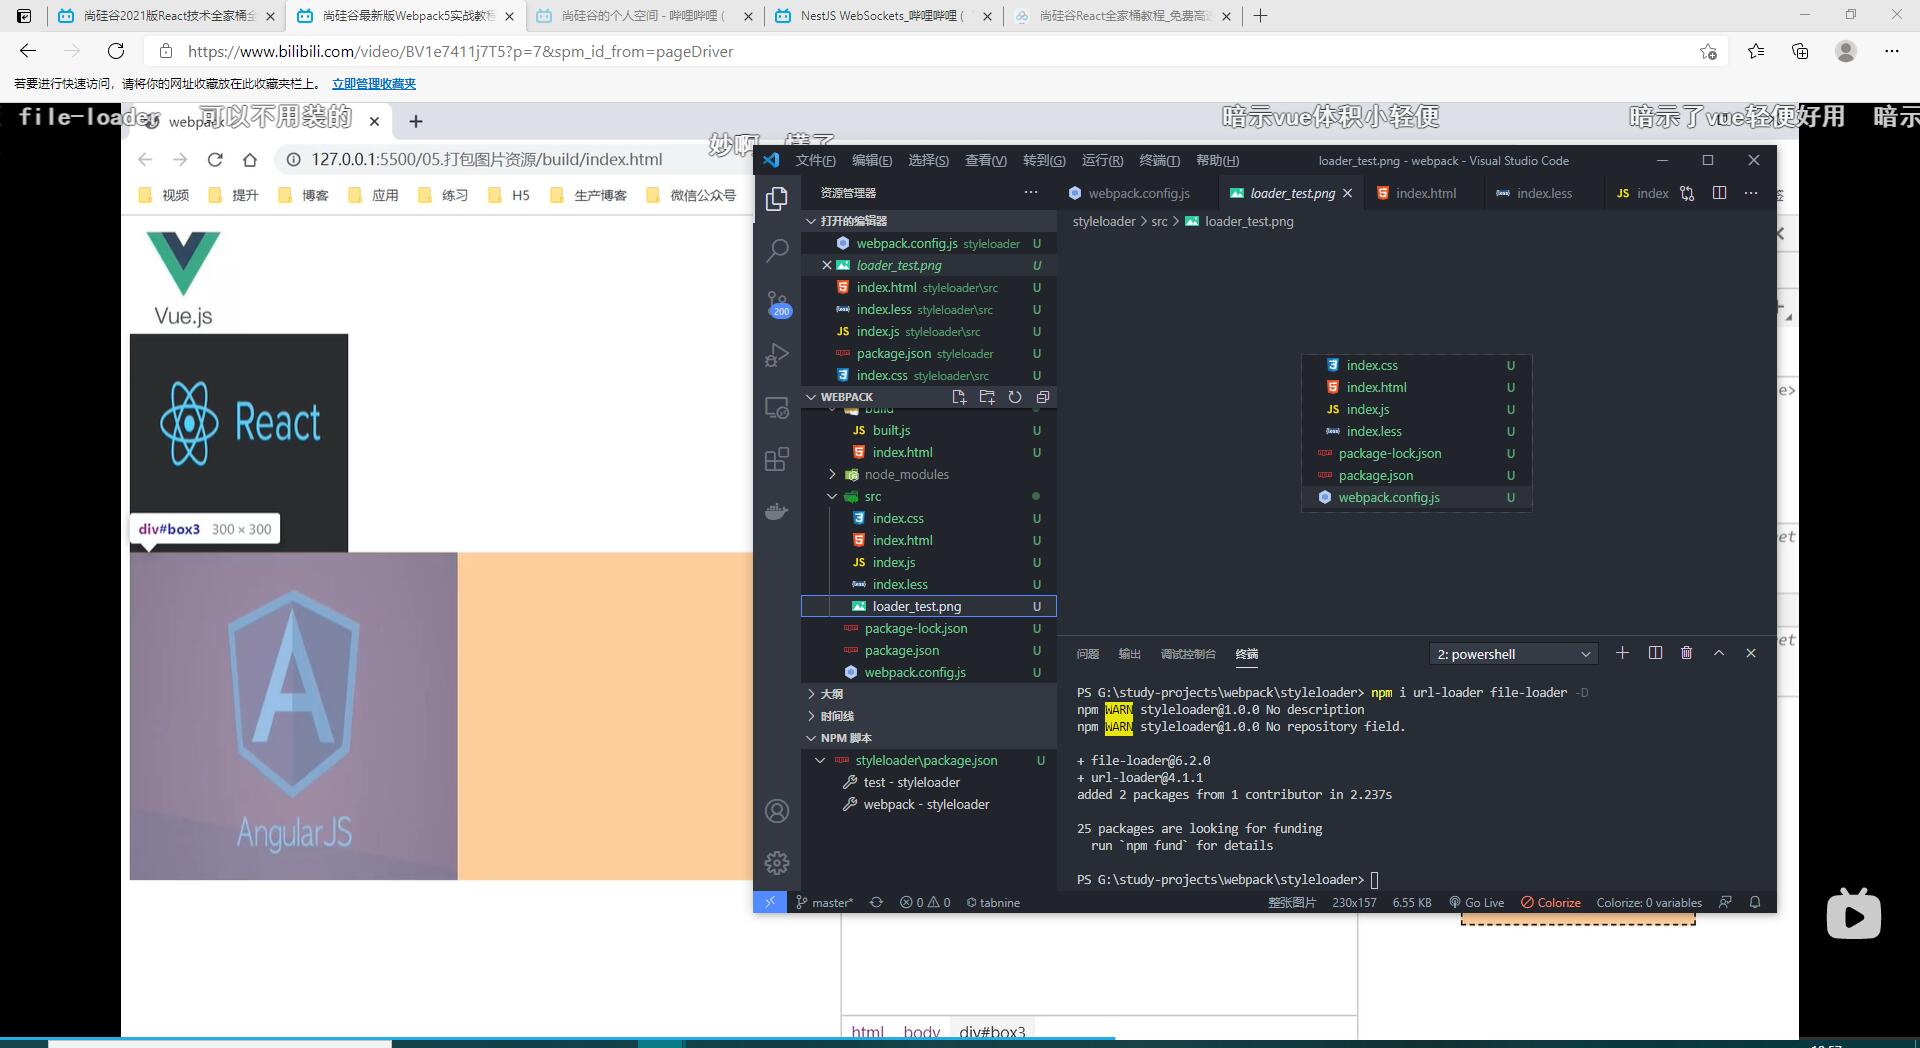 尚硅谷2021版React技术全家桶全
尚硅谷最新版Webpack5实战教程
尚硅谷的个人空间 - 哔哩哔哩 (
NestJS WebSockets_哔哩哔哩 (
尚硅谷React全家桶教程_免费高
https://www.bilibili.com/video/BV1e7411j7T5?p=7&spm_id_from=pageDriver
若要进行快速访问，请将你的网址收藏放在此收藏夹栏上。 立即管理收藏夹
file-loader
可以不用装的
暗示vue体积小轻便
暗示了vue轻便好用
暗示
妙啊
webpack
127.0.0.1:5500/05.打包图片资源/build/index.html
视频 提升 博客 应用 练习 H5 生产博客 微信公众号
Vue.js
React
div#box3 300 × 300
AngularJS
文件(F) 编辑(E) 选择(S) 查看(V) 转到(G) 运行(R) 终端(T) 帮助(H)
loader_test.png - webpack - Visual Studio Code
资源管理器
webpack.config.js
loader_test.png
index.html
index.less
JS index
styleloader > src > loader_test.png
打开的编辑器
webpack.config.js styleloader U
loader_test.png U
index.html styleloader\src U
index.less styleloader\src U
JS index.js styleloader\src U
package.json styleloader U
index.css styleloader\src U
200
WEBPACK
build
JS built.js U
index.html U
node_modules
src
index.css U
index.html U
JS index.js U
index.less U
loader_test.png U
package-lock.json U
package.json U
webpack.config.js U
大纲
时间线
NPM 脚本
styleloader\package.json U
test - styleloader
webpack - styleloader
index.css U
index.html U
JS index.js U
index.less U
package-lock.json U
package.json U
webpack.config.js U
问题 输出 调试控制台 终端
2: powershell
PS G:\study-projects\webpack\styleloader> npm i url-loader file-loader -D
npm WARN styleloader@1.0.0 No description
npm WARN styleloader@1.0.0 No repository field.
+ file-loader@6.2.0
+ url-loader@4.1.1
added 2 packages from 1 contributor in 2.237s
25 packages are looking for funding
run `npm fund` for details
PS G:\study-projects\webpack\styleloader>
master* 0 0 tabnine
整张图片 230x157 6.55 KB Go Live Colorize Colorize: 0 variables
html body div#box3